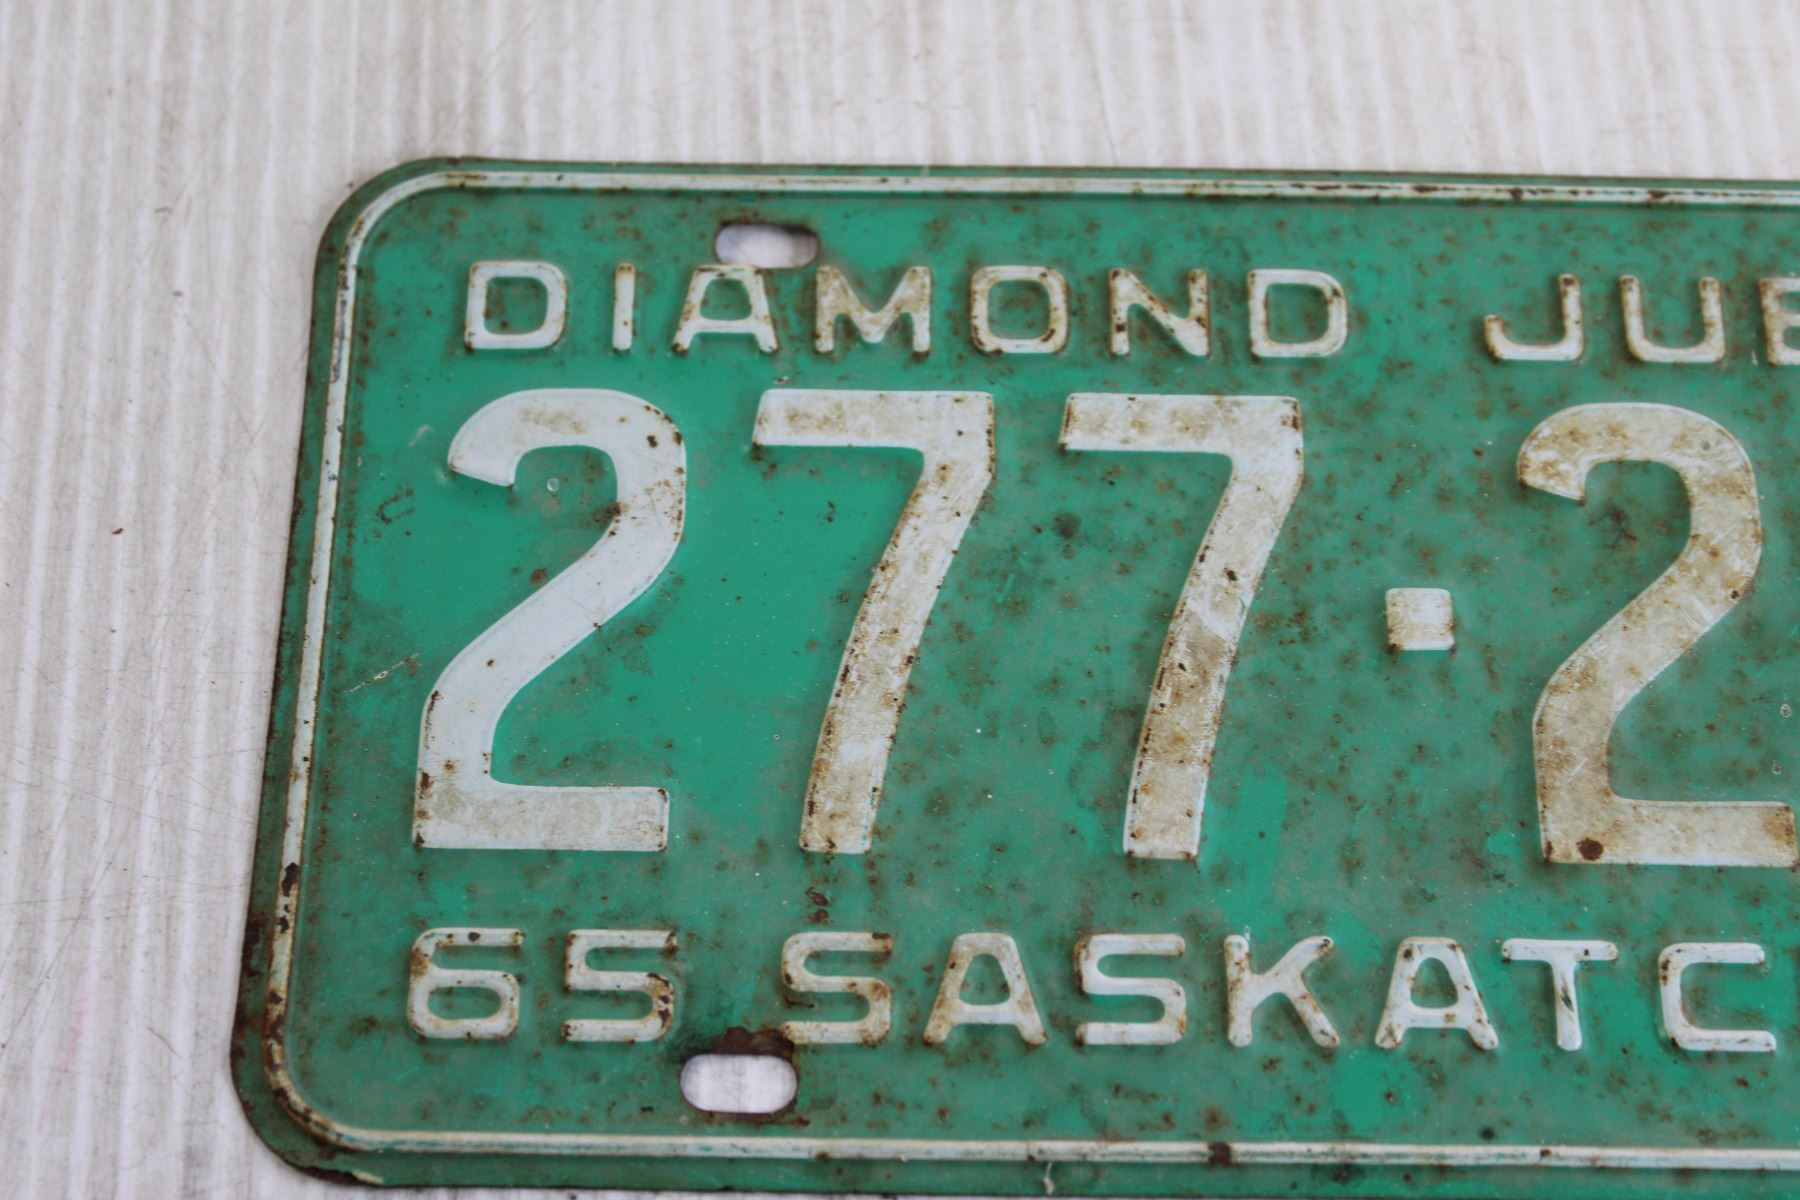 DIAMOND JUB
277·2
65 SASKATC